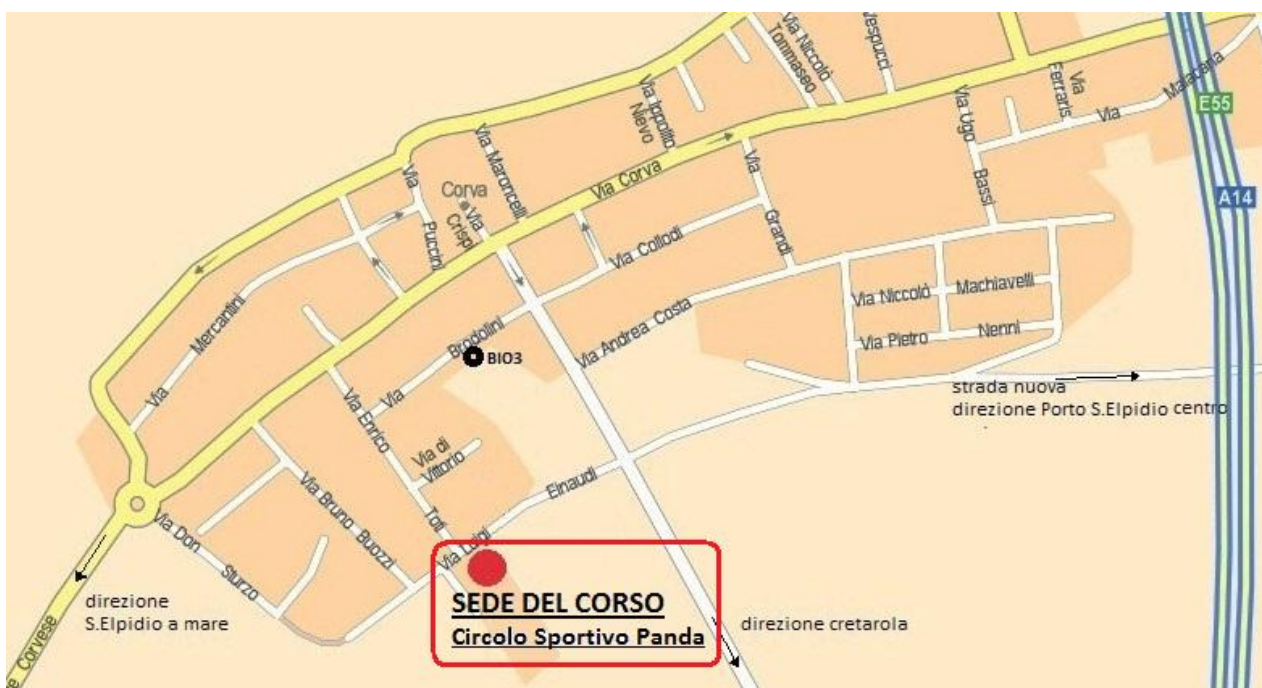 Via Niccolò
Tommaseo
Vespucci
Via Ippolito
Nievo
Via
Ferraris
Via Malagana
E55
Via Ugo
Bassi
Via Maroncelli
Via Corva
Via
Puccini
Corva
Via
Crispi
Via
Grandi
A14
Via Collodi
Via Mercantini
Via Niccolò Machiavelli
Via Andrea Costa
Via Pietro Nenni
Via Brodolini
BIO3
strada nuova
direzione Porto S.Elpidio centro
Via Enrico Toti
Via di
Vittorio
Via Luigi Einaudi
Via Bruno Buozzi
Via Don Sturzo
direzione
S.Elpidio a mare
e Corvese
SEDE DEL CORSO
Circolo Sportivo Panda
direzione cretarola